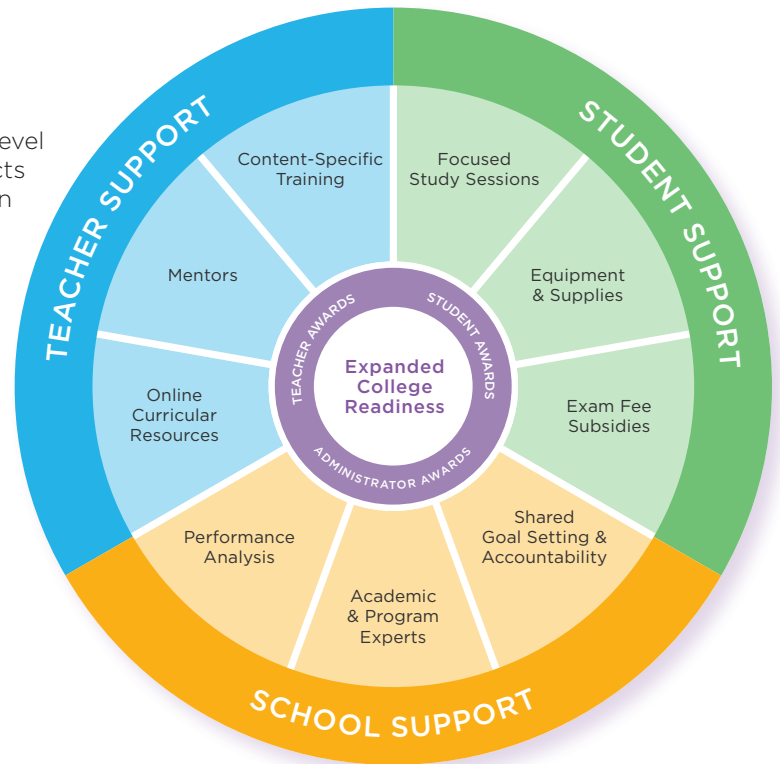 evel
cts
n
TEACHER SUPPORT
STUDENT SUPPORT
SCHOOL SUPPORT
Content-Specific
Training
Focused
Study Sessions
Mentors
Equipment
& Supplies
Online
Curricular
Resources
Exam Fee
Subsidies
Performance
Analysis
Academic
& Program
Experts
Shared
Goal Setting &
Accountability
TEACHER AWARDS
STUDENT AWARDS
ADMINISTRATOR AWARDS
Expanded
College
Readiness